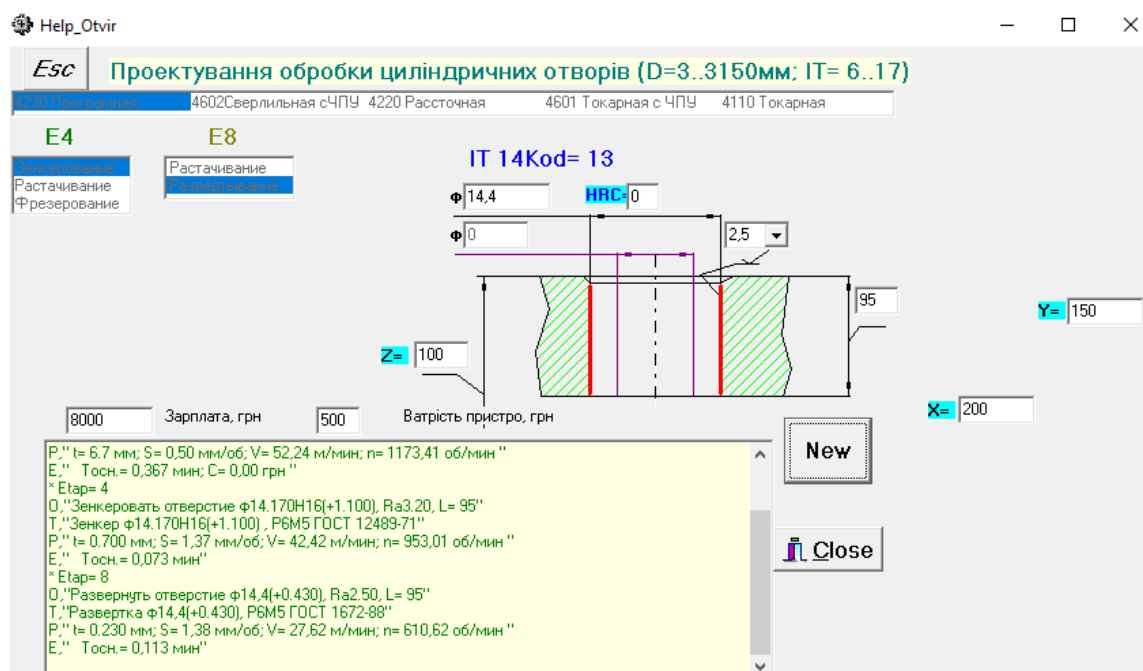 Help_Otvir
Esc
Проектування обробки циліндричних отворів (D=3..3150мм; IT= 6..17)
4230 Програмная 4602Сверлильная сЧПУ 4220 Рассточная 4601 Токарная с ЧПУ 4110 Токарная
E4 E8
IT 14Kod= 13
Зенкерование
Растачивание
Фрезерование
Растачивание
Развёртывание
Ф 14,4 HRC= 0
Ф 0 2,5
95
Y= 150
Z= 100
X= 200
8000 Зарплата, грн 500 Ватрість пристро, грн
New
P," t= 6.7 мм; S= 0,50 мм/об; V= 52,24 м/мин; n= 1173,41 об/мин "
E," Тосн.= 0,367 мин; C= 0,00 грн "
* Etap= 4
O,"Зенкеровать отверстие ф14.170H16(+1.100), Ra3.20, L= 95"
T,"Зенкер ф14.170H16(+1.100) , Р6М5 ГОСТ 12489-71"
P," t= 0.700 мм; S= 1,37 мм/об; V= 42,42 м/мин; n= 953,01 об/мин "
E," Тосн.= 0,073 мин"
* Etap= 8
O,"Развернуть отверстие ф14,4(+0.430), Ra2.50, L= 95"
T,"Развертка ф14,4(+0.430), Р6М5 ГОСТ 1672-88"
P," t= 0.230 мм; S= 1,38 мм/об; V= 27,62 м/мин; n= 610,62 об/мин "
E," Тосн.= 0,113 мин"
Close